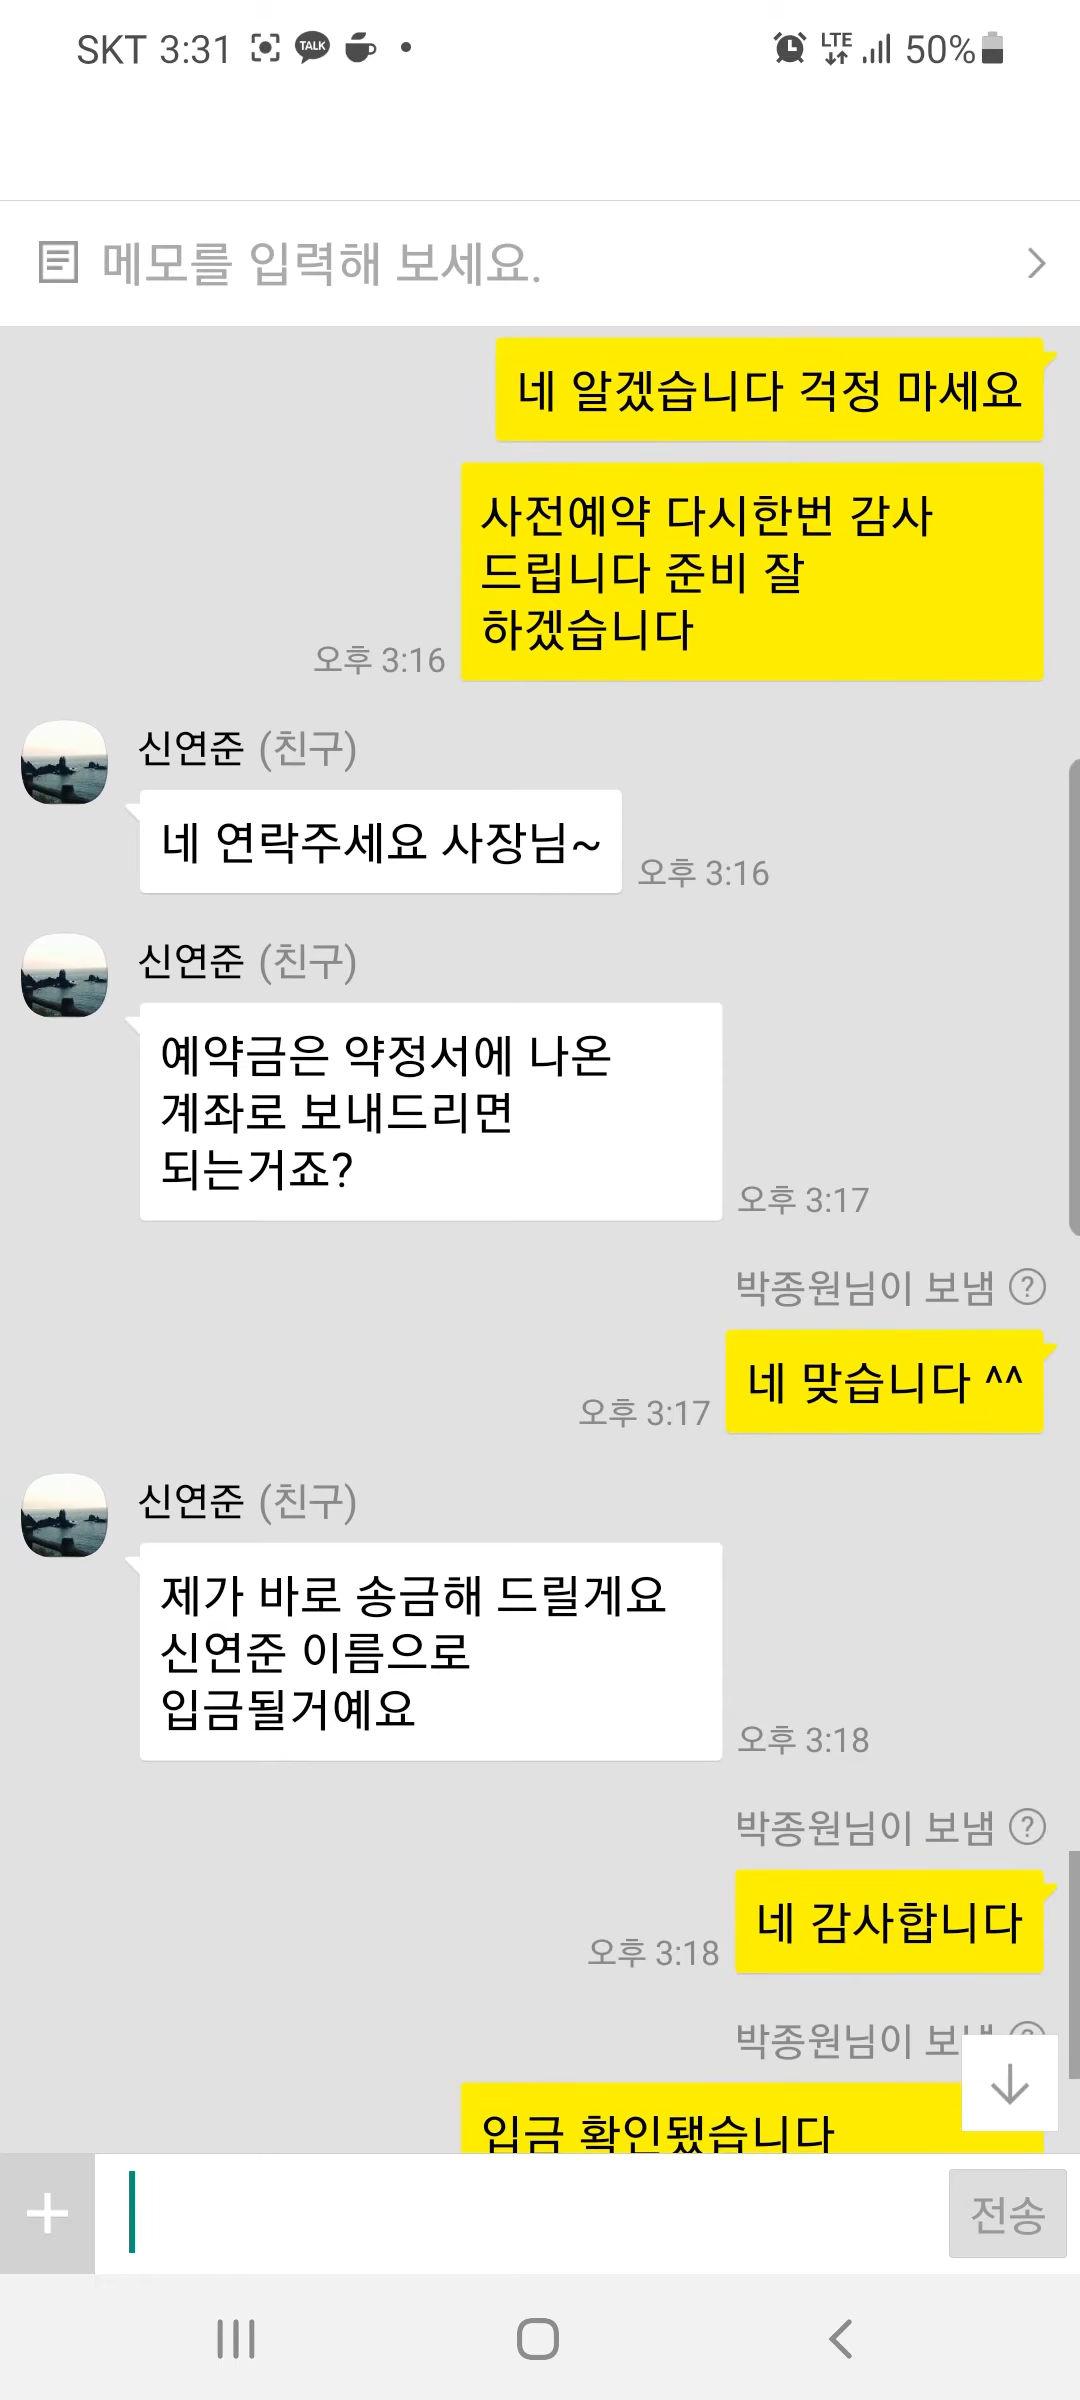 SKT 3:31 TALK LTE 50%
메모를 입력해 보세요.
네 알겠습니다 걱정 마세요
사전예약 다시한번 감사
드립니다 준비 잘
하겠습니다
오후 3:16
신연준 (친구)
네 연락주세요 사장님~
오후 3:16
신연준 (친구)
예약금은 약정서에 나온
계좌로 보내드리면
되는거죠?
오후 3:17
박종원님이 보냄 ?
네 맞습니다 ^^
오후 3:17
신연준 (친구)
제가 바로 송금해 드릴게요
신연준 이름으로
입금될거예요
오후 3:18
박종원님이 보냄 ?
네 감사합니다
오후 3:18
박종원님이 보냄 ?
입금 확인됐습니다
전송